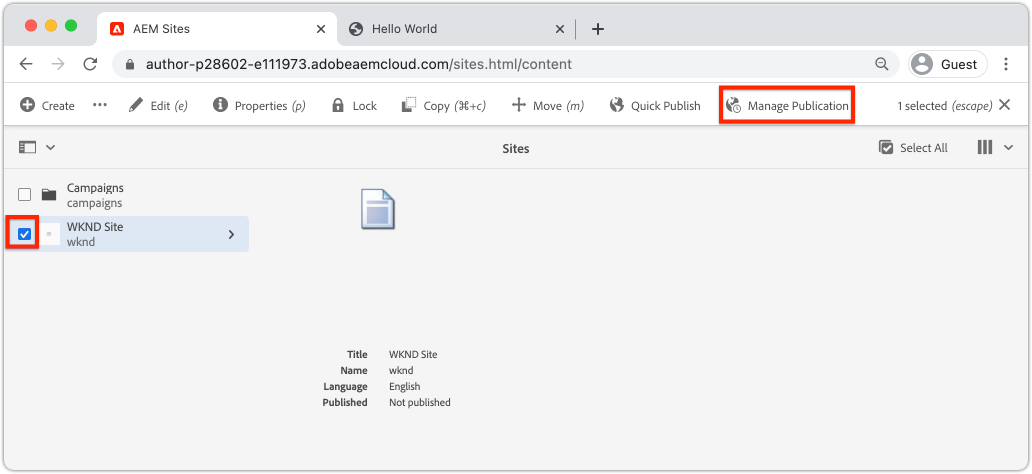 AEM Sites
Hello World
author-p28602-e111973.adobeaemcloud.com/sites.html/content
Guest
Create ••• Edit (e) Properties (p) Lock Copy (⌘+c) Move (m) Quick Publish Manage Publication 1 selected (escape)
Sites
Select All
Campaigns
campaigns
WKND Site
wknd
Title WKND Site
Name wknd
Language English
Published Not published